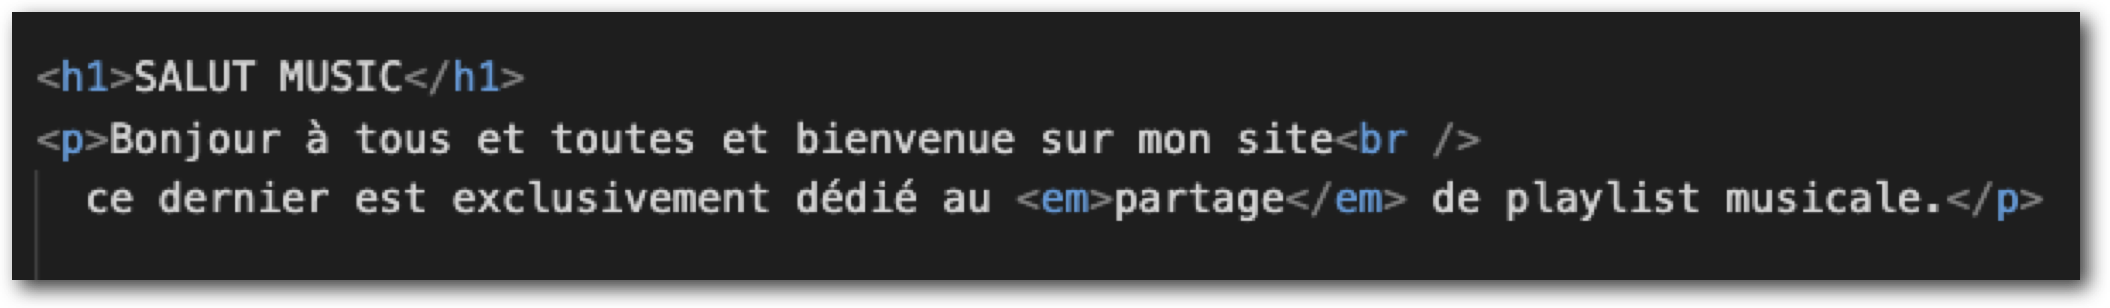 <h1>SALUT MUSIC</h1>
<p>Bonjour à tous et toutes et bienvenue sur mon site<br />
ce dernier est exclusivement dédié au <em>partage</em> de playlist musicale.</p>